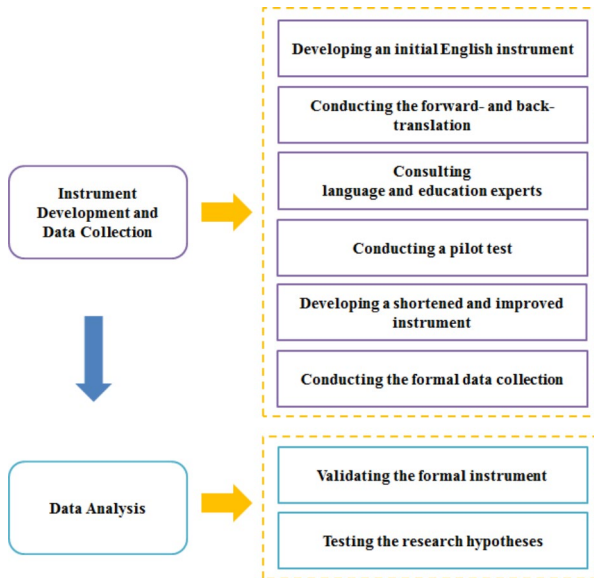 Developing an initial English instrument
Conducting the forward- and back-
translation
Consulting
language and education experts
Instrument
Development and
Data Collection
Conducting a pilot test
Developing a shortened and improved
instrument
Conducting the formal data collection
Data Analysis
Validating the formal instrument
Testing the research hypotheses